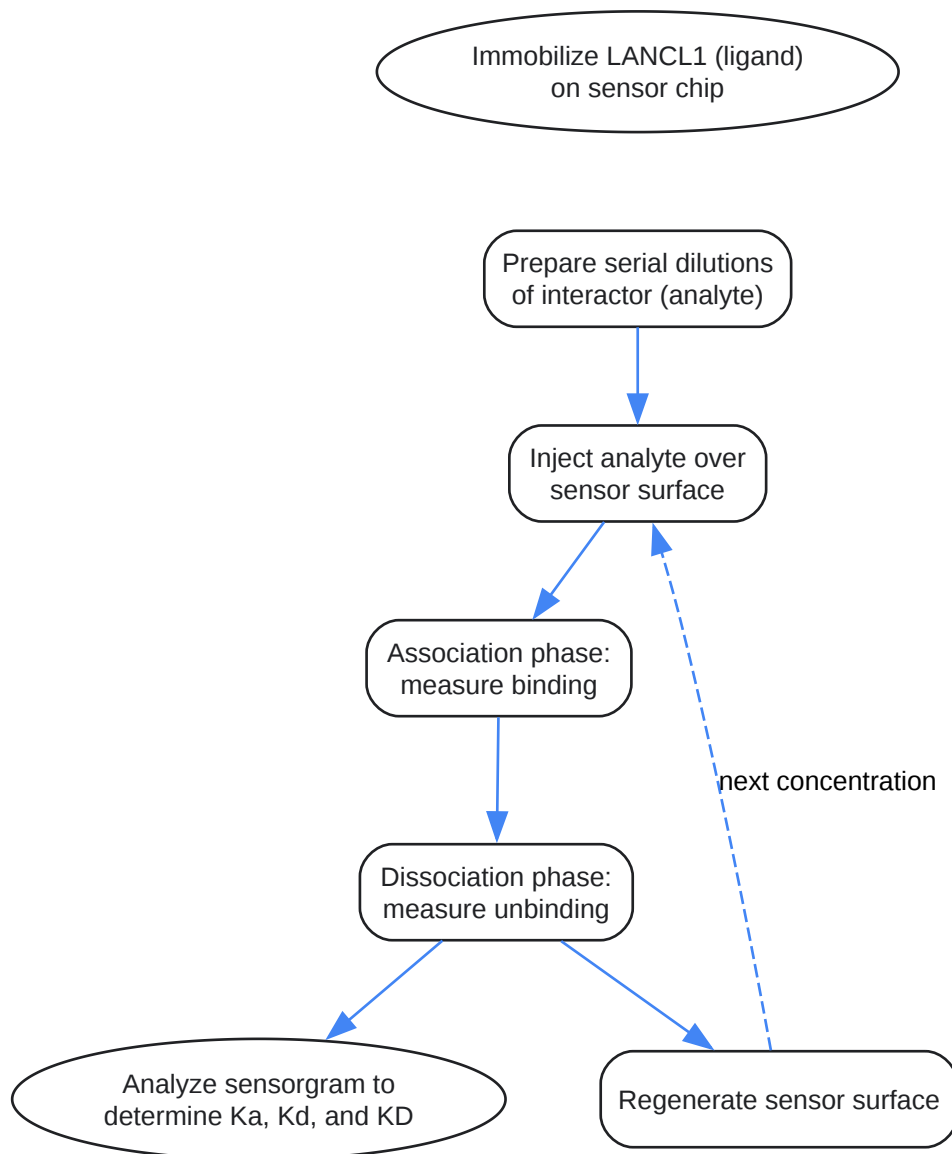 Immobilize LANCL1 (ligand)
on sensor chip
Prepare serial dilutions
of interactor (analyte)
Inject analyte over
sensor surface
Association phase:
measure binding
next concentration
Dissociation phase:
measure unbinding
Analyze sensorgram to
determine Ka, Kd, and KD
Regenerate sensor surface